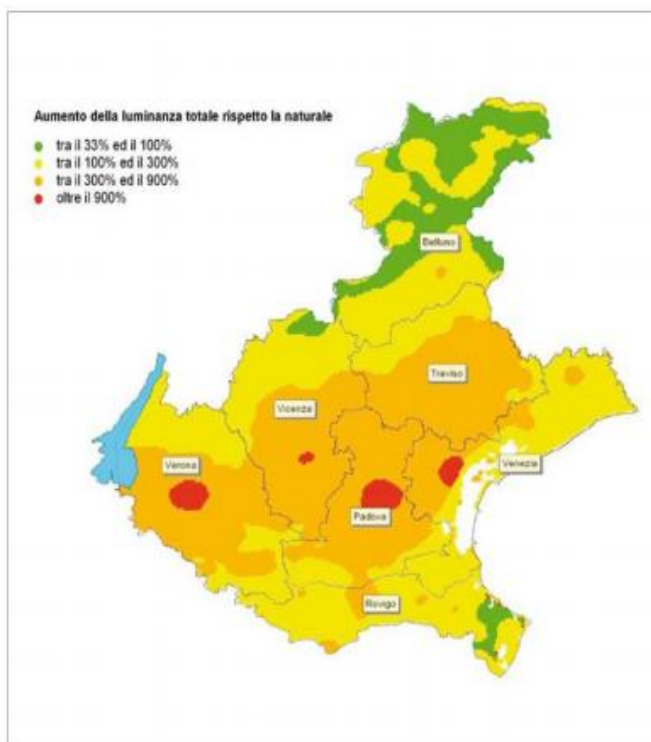 Aumento della luminanza totale rispetto la naturale
tra il 33% ed il 100%
tra il 100% ed il 300%
tra il 300% ed il 900%
oltre il 900%
Belluno
Treviso
Vicenza
Verona
Venezia
Padova
Rovigo